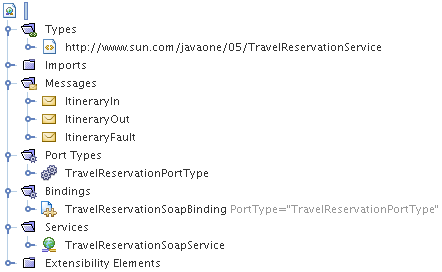 Types
http://www.sun.com/javaone/05/TravelReservationService
Imports
Messages
ItineraryIn
ItineraryOut
ItineraryFault
Port Types
TravelReservationPortType
Bindings
TravelReservationSoapBinding PortType="TravelReservationPortType"
Services
TravelReservationSoapService
Extensibility Elements